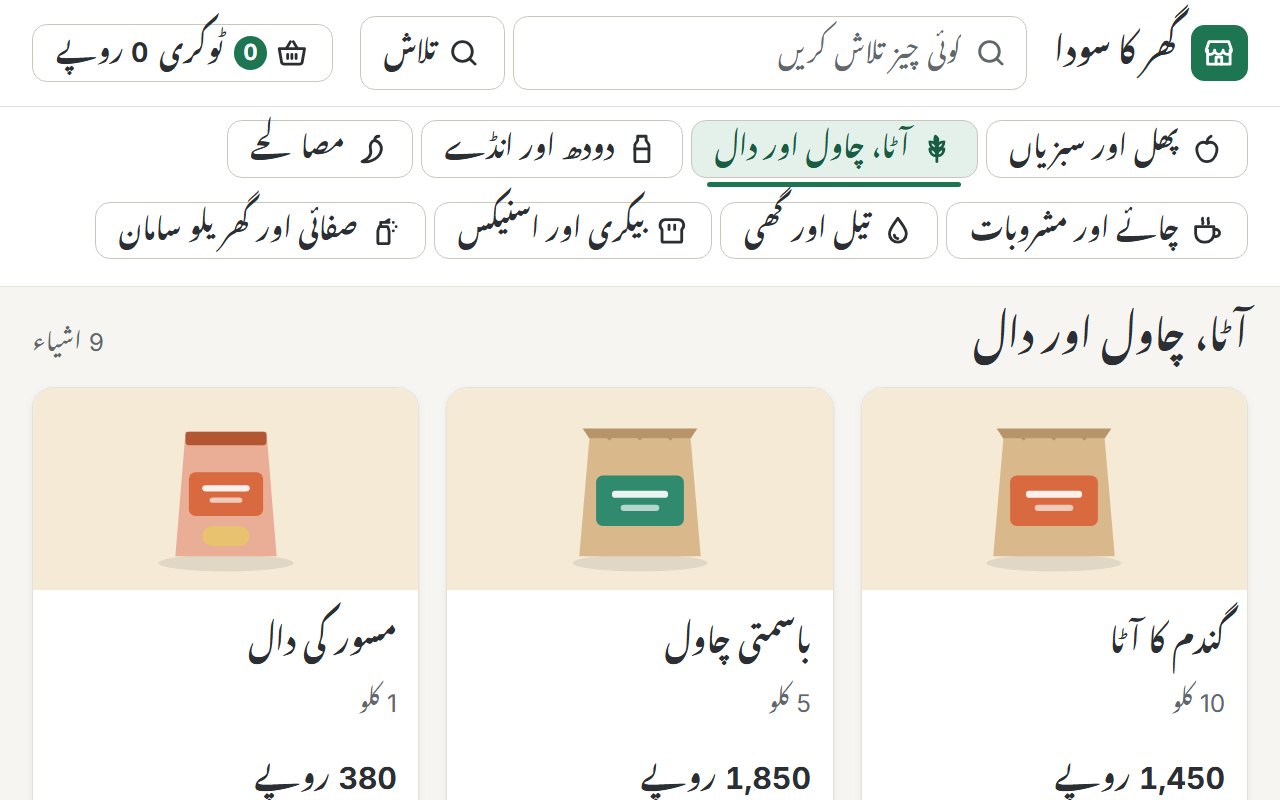 گھر کا سودا
کوئی چیز تلاش کریں
تلاش
0 ٹوکری 0 روپے
پھل اور سبزیاں
آٹا، چاول اور دال
دودھ اور انڈے
مصالحے
چائے اور مشروبات
تیل اور گھی
بیکری اور اسنیکس
صفائی اور گھریلو سامان
آٹا، چاول اور دال
9 اشیاء
گندم کا آٹا
10 کلو
1,450 روپے
باسمتی چاول
5 کلو
1,850 روپے
مسور کی دال
1 کلو
380 روپے